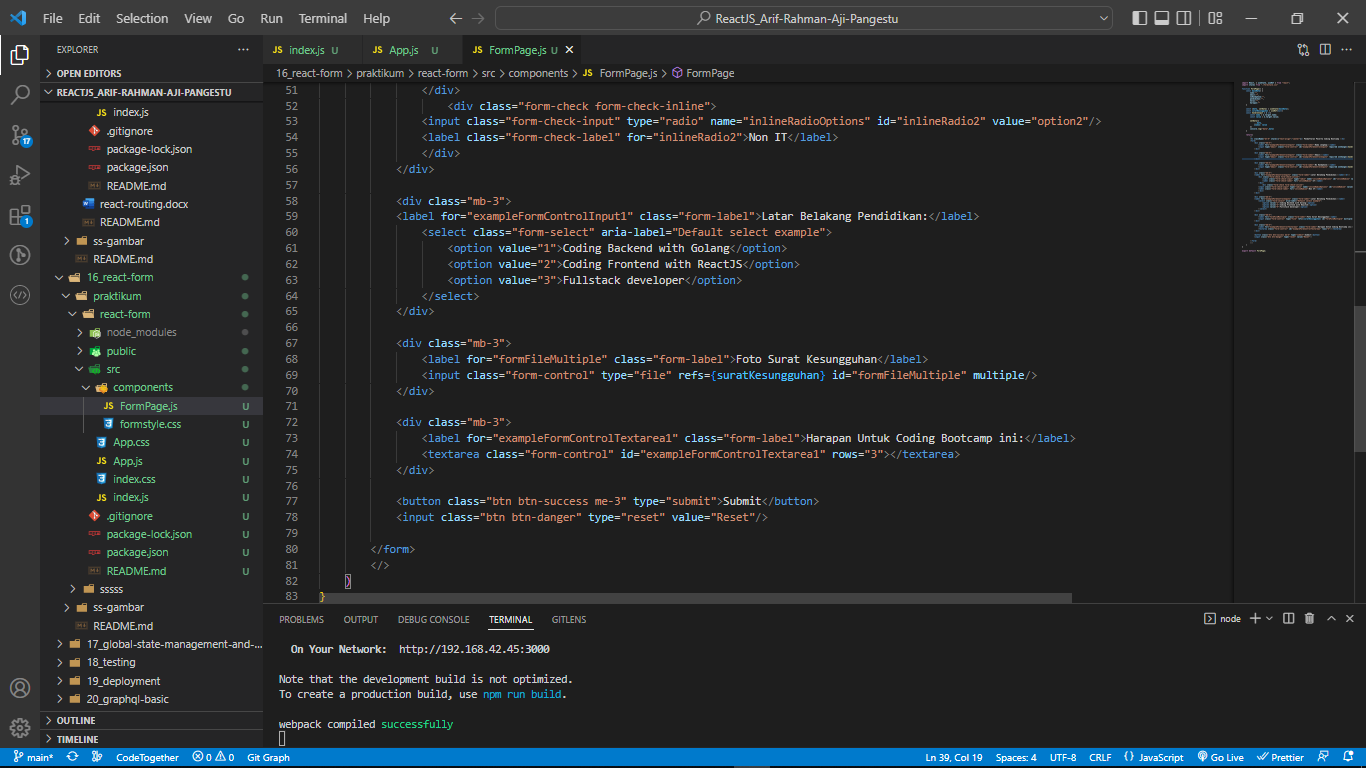 File Edit Selection View Go Run Terminal Help
ReactJS_Arif-Rahman-Aji-Pangestu
EXPLORER
OPEN EDITORS
REACTJS_ARIF-RAHMAN-AJI-PANGESTU
index.js
.gitignore
package-lock.json
package.json
README.md
react-routing.docx
README.md
ss-gambar
README.md
16_react-form
praktikum
react-form
node_modules
public
src
components
JS FormPage.js U
formstyle.css U
App.css U
JS App.js U
index.css U
JS index.js U
.gitignore U
package-lock.json U
package.json U
README.md U
sssss
ss-gambar
README.md
17_global-state-management-and-...
18_testing
19_deployment
20_graphql-basic
OUTLINE
TIMELINE
17
1
JS index.js U JS App.js U JS FormPage.js U
16_react-form > praktikum > react-form > src > components > JS FormPage.js > FormPage
51 </div>
52 <div class="form-check form-check-inline">
53 <input class="form-check-input" type="radio" name="inlineRadioOptions" id="inlineRadio2" value="option2"/>
54 <label class="form-check-label" for="inlineRadio2">Non IT</label>
55 </div>
56 </div>
57
58 <div class="mb-3">
59 <label for="exampleFormControlInput1" class="form-label">Latar Belakang Pendidikan:</label>
60 <select class="form-select" aria-label="Default select example">
61 <option value="1">Coding Backend with Golang</option>
62 <option value="2">Coding Frontend with ReactJS</option>
63 <option value="3">Fullstack developer</option>
64 </select>
65 </div>
66
67 <div class="mb-3">
68 <label for="formFileMultiple" class="form-label">Foto Surat Kesungguhan</label>
69 <input class="form-control" type="file" refs={suratKesungguhan} id="formFileMultiple" multiple/>
70 </div>
71
72 <div class="mb-3">
73 <label for="exampleFormControlTextarea1" class="form-label">Harapan Untuk Coding Bootcamp ini:</label>
74 <textarea class="form-control" id="exampleFormControlTextarea1" rows="3"></textarea>
75 </div>
76
77 <button class="btn btn-success me-3" type="submit">Submit</button>
78 <input class="btn btn-danger" type="reset" value="Reset"/>
79
80 </form>
81 </>
82 )
83 }
PROBLEMS OUTPUT DEBUG CONSOLE TERMINAL GITLENS
node
On Your Network: http://192.168.42.45:3000
Note that the development build is not optimized.
To create a production build, use npm run build.
webpack compiled successfully
main* CodeTogether 0 0 Git Graph
Ln 39, Col 19 Spaces: 4 UTF-8 CRLF {} JavaScript Go Live Prettier